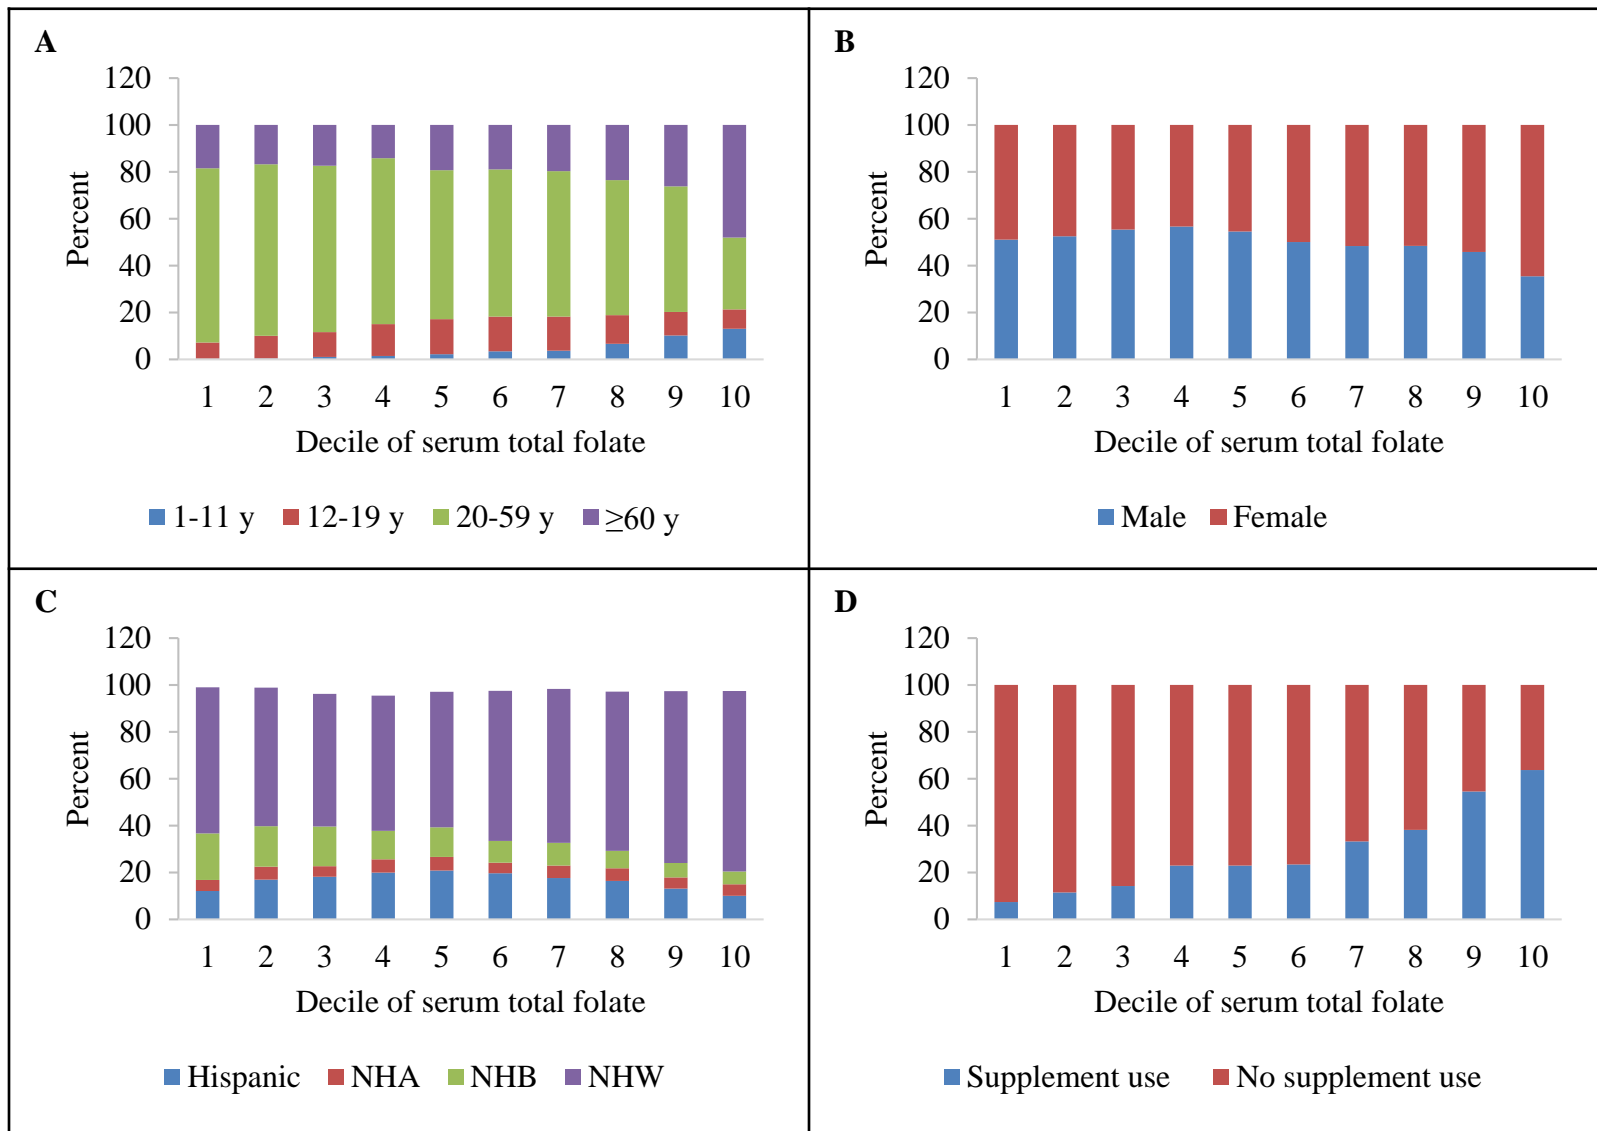 A
120
100
80
60
40
20
0
Percent
1 2 3 4 5 6 7 8 9 10
Decile of serum total folate
1-11 y 12-19 y 20-59 y ≥60 y
B
120
100
80
60
40
20
0
Percent
1 2 3 4 5 6 7 8 9 10
Decile of serum total folate
Male Female
C
120
100
80
60
40
20
0
Percent
1 2 3 4 5 6 7 8 9 10
Decile of serum total folate
Hispanic NHA NHB NHW
D
120
100
80
60
40
20
0
Percent
1 2 3 4 5 6 7 8 9 10
Decile of serum total folate
Supplement use No supplement use